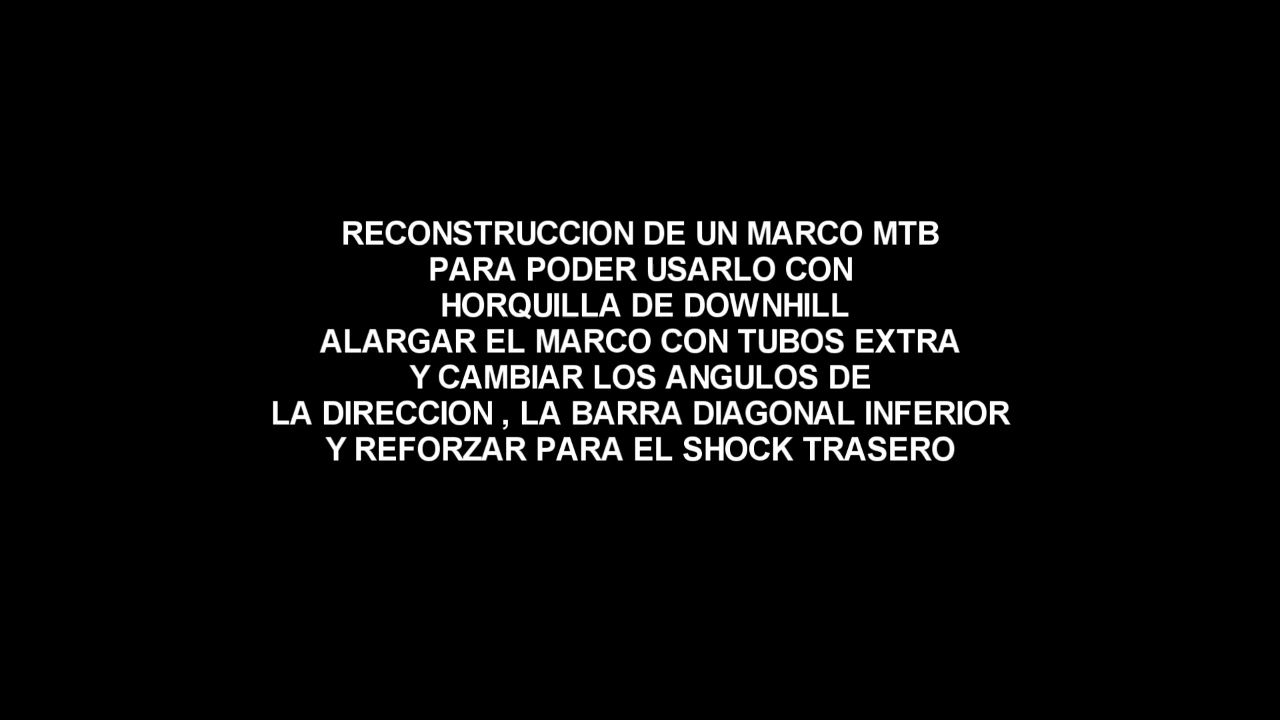 RECONSTRUCCION DE UN MARCO MTB
PARA PODER USARLO CON
HORQUILLA DE DOWNHILL
ALARGAR EL MARCO CON TUBOS EXTRA
Y CAMBIAR LOS ANGULOS DE
LA DIRECCION , LA BARRA DIAGONAL INFERIOR
Y REFORZAR PARA EL SHOCK TRASERO